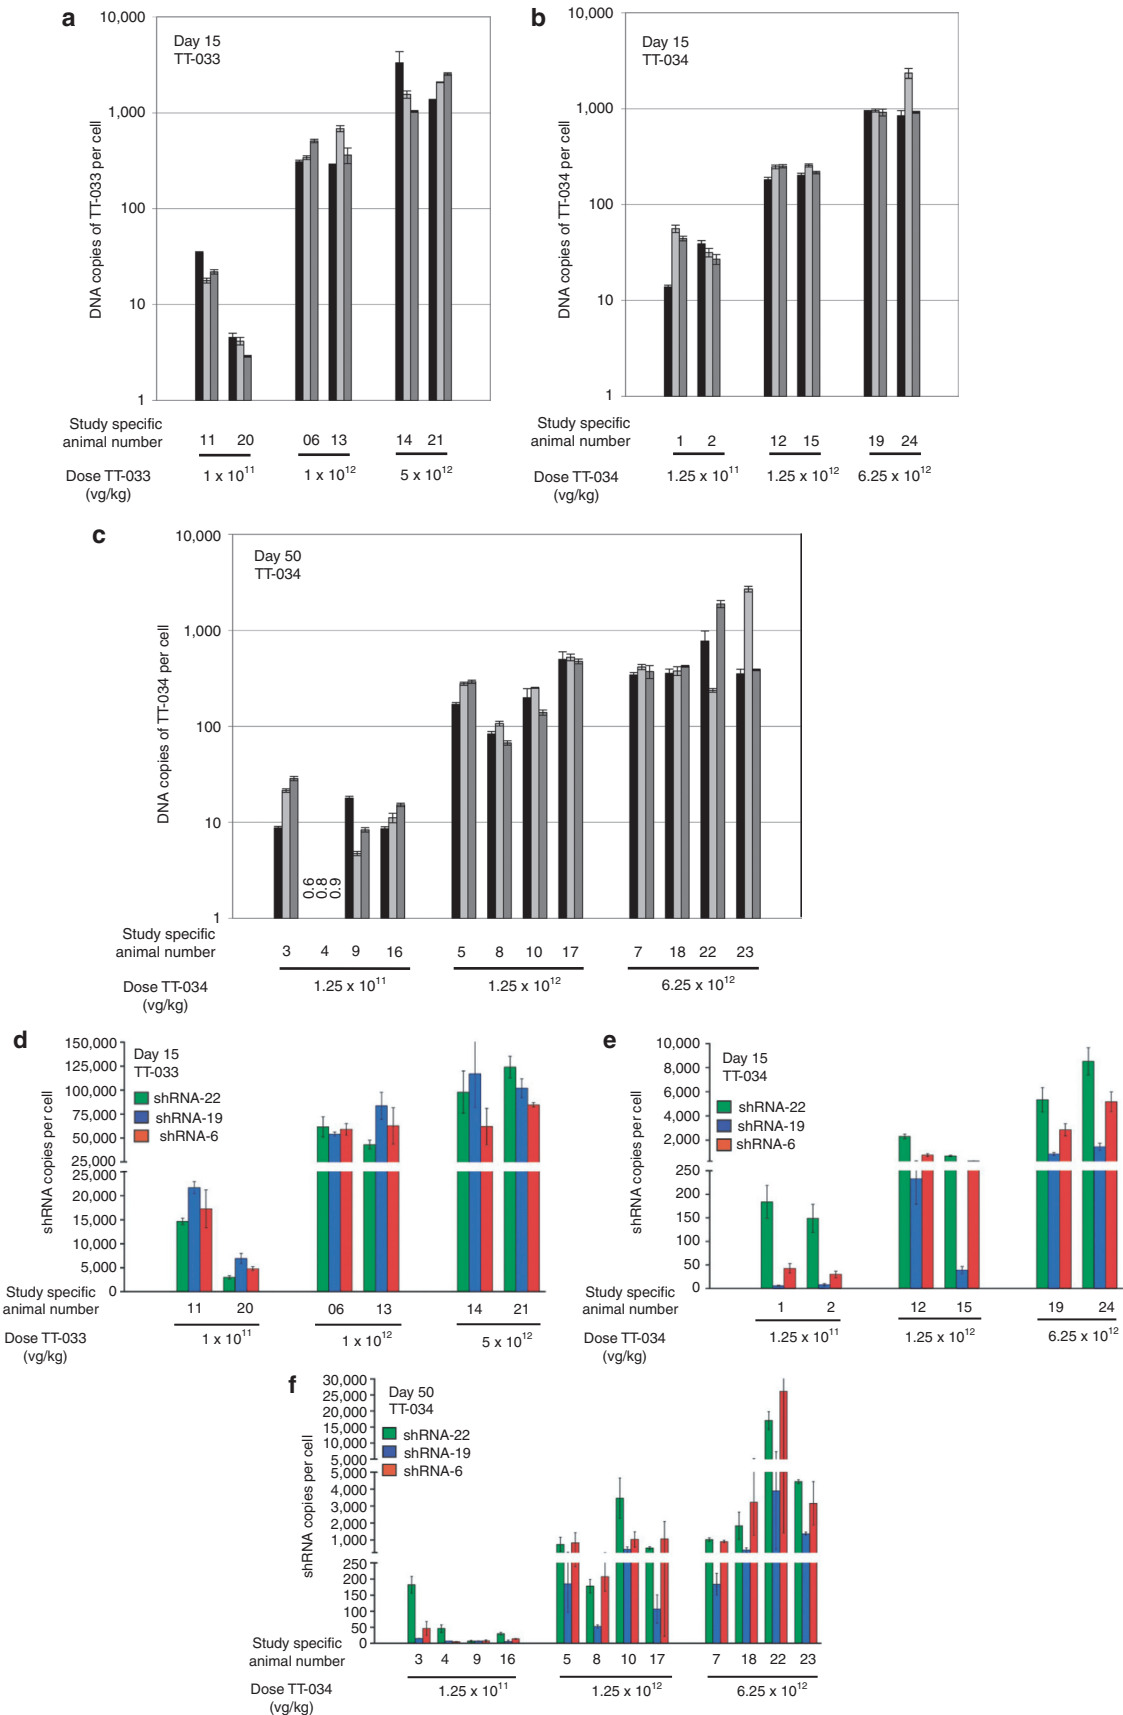 a
10,000
1,000
100
10
1
DNA copies of TT-033 per cell
Day 15
TT-033
Study specific
animal number
11 20 06 13 14 21
Dose TT-033
(vg/kg)
1 x 10¹¹ 1 x 10¹² 5 x 10¹²
b
10,000
1,000
100
10
1
DNA copies of TT-034 per cell
Day 15
TT-034
Study specific
animal number
1 2 12 15 19 24
Dose TT-034
(vg/kg)
1.25 x 10¹¹ 1.25 x 10¹² 6.25 x 10¹²
c
10,000
1,000
100
10
1
DNA copies of TT-034 per cell
Day 50
TT-034
0.6
0.8
0.9
Study specific
animal number
3 4 9 16 5 8 10 17 7 18 22 23
Dose TT-034
(vg/kg)
1.25 x 10¹¹ 1.25 x 10¹² 6.25 x 10¹²
d
150,000
125,000
100,000
75,000
50,000
25,000
25,000
20,000
15,000
10,000
5,000
0
shRNA copies per cell
Day 15
TT-033
shRNA-22
shRNA-19
shRNA-6
Study specific
animal number
11 20 06 13 14 21
Dose TT-033
(vg/kg)
1 x 10¹¹ 1 x 10¹² 5 x 10¹²
e
10,000
8,000
6,000
4,000
2,000
250
200
150
100
50
0
shRNA copies per cell
Day 15
TT-034
shRNA-22
shRNA-19
shRNA-6
Study specific
animal number
1 2 12 15 19 24
Dose TT-034
(vg/kg)
1.25 x 10¹¹ 1.25 x 10¹² 6.25 x 10¹²
f
30,000
25,000
20,000
15,000
10,000
5,000
5,000
4,000
3,000
2,000
1,000
250
200
150
100
50
0
shRNA copies per cell
Day 50
TT-034
shRNA-22
shRNA-19
shRNA-6
Study specific
animal number
3 4 9 16 5 8 10 17 7 18 22 23
Dose TT-034
(vg/kg)
1.25 x 10¹¹ 1.25 x 10¹² 6.25 x 10¹²